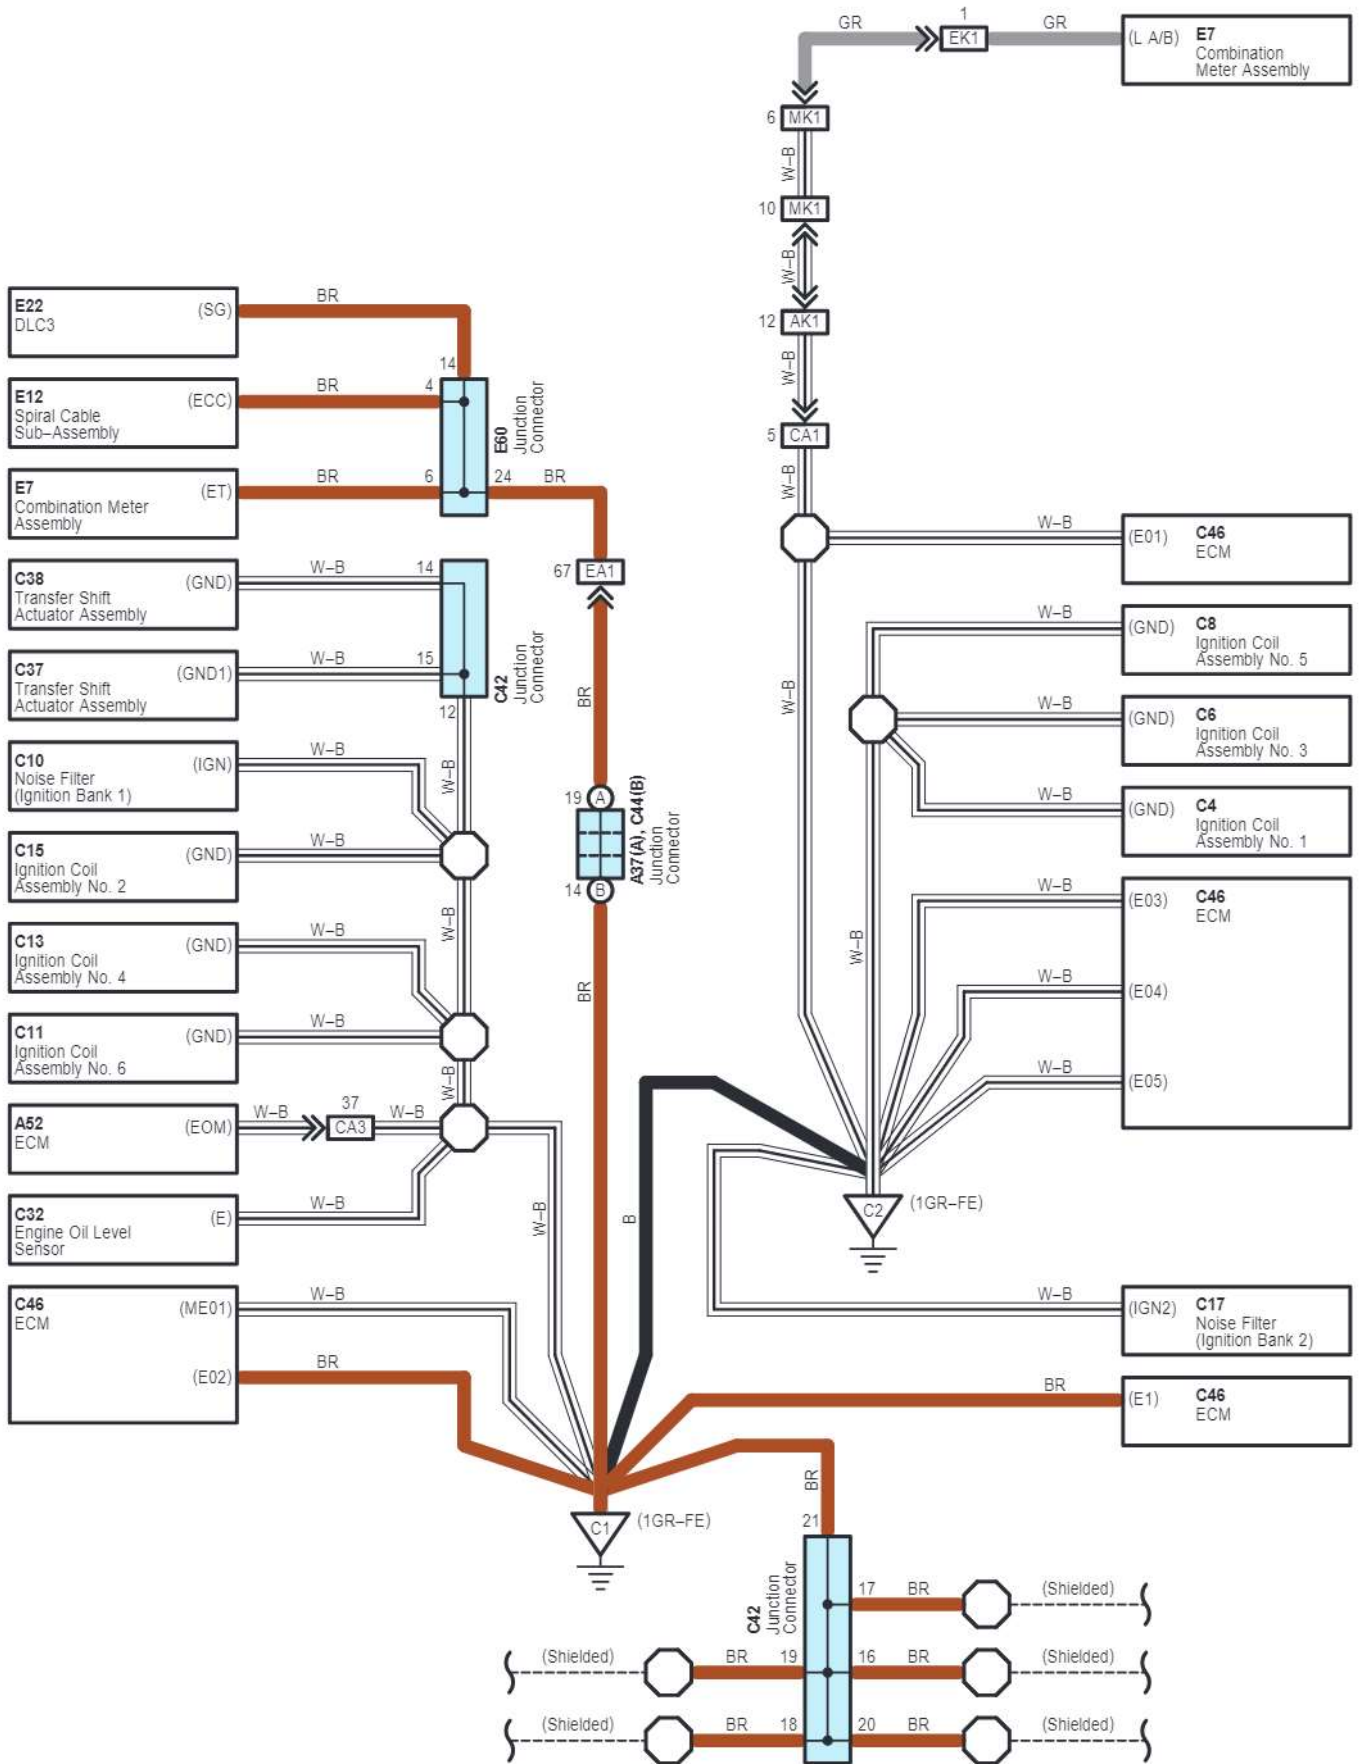 GR
1
EK1
GR
(L A/B)
E7
Combination
Meter Assembly
6
MK1
W–B
10
MK1
W–B
12
AK1
W–B
5
CA1
W–B
E22
DLC3
(SG)
BR
14
E12
Spiral Cable
Sub–Assembly
(ECC)
BR
4
E60
Junction
Connector
E7
Combination Meter
Assembly
(ET)
BR
6
24
BR
67
EA1
W–B
(E01)
C46
ECM
C38
Transfer Shift
Actuator Assembly
(GND)
W–B
14
C42
Junction
Connector
C37
Transfer Shift
Actuator Assembly
(GND1)
W–B
15
12
BR
W–B
W–B
(GND)
C8
Ignition Coil
Assembly No. 5
W–B
(GND)
C6
Ignition Coil
Assembly No. 3
W–B
(GND)
C4
Ignition Coil
Assembly No. 1
C10
Noise Filter
(Ignition Bank 1)
(IGN)
W–B
W–B
19
A
A37(A), C44(B)
Junction
Connector
14
B
C15
Ignition Coil
Assembly No. 2
(GND)
W–B
W–B
C13
Ignition Coil
Assembly No. 4
(GND)
W–B
BR
W–B
W–B
(E03)
C46
ECM
W–B
(E04)
W–B
(E05)
C11
Ignition Coil
Assembly No. 6
(GND)
W–B
W–B
A52
ECM
(EOM)
W–B
37
CA3
W–B
C32
Engine Oil Level
Sensor
(E)
W–B
W–B
B
C2
(1GR–FE)
C46
ECM
(ME01)
W–B
(E02)
BR
W–B
(IGN2)
C17
Noise Filter
(Ignition Bank 2)
BR
(E1)
C46
ECM
C1
(1GR–FE)
BR
21
C42
Junction
Connector
17
BR
(Shielded)
(Shielded)
BR
19
16
BR
(Shielded)
(Shielded)
BR
18
20
BR
(Shielded)